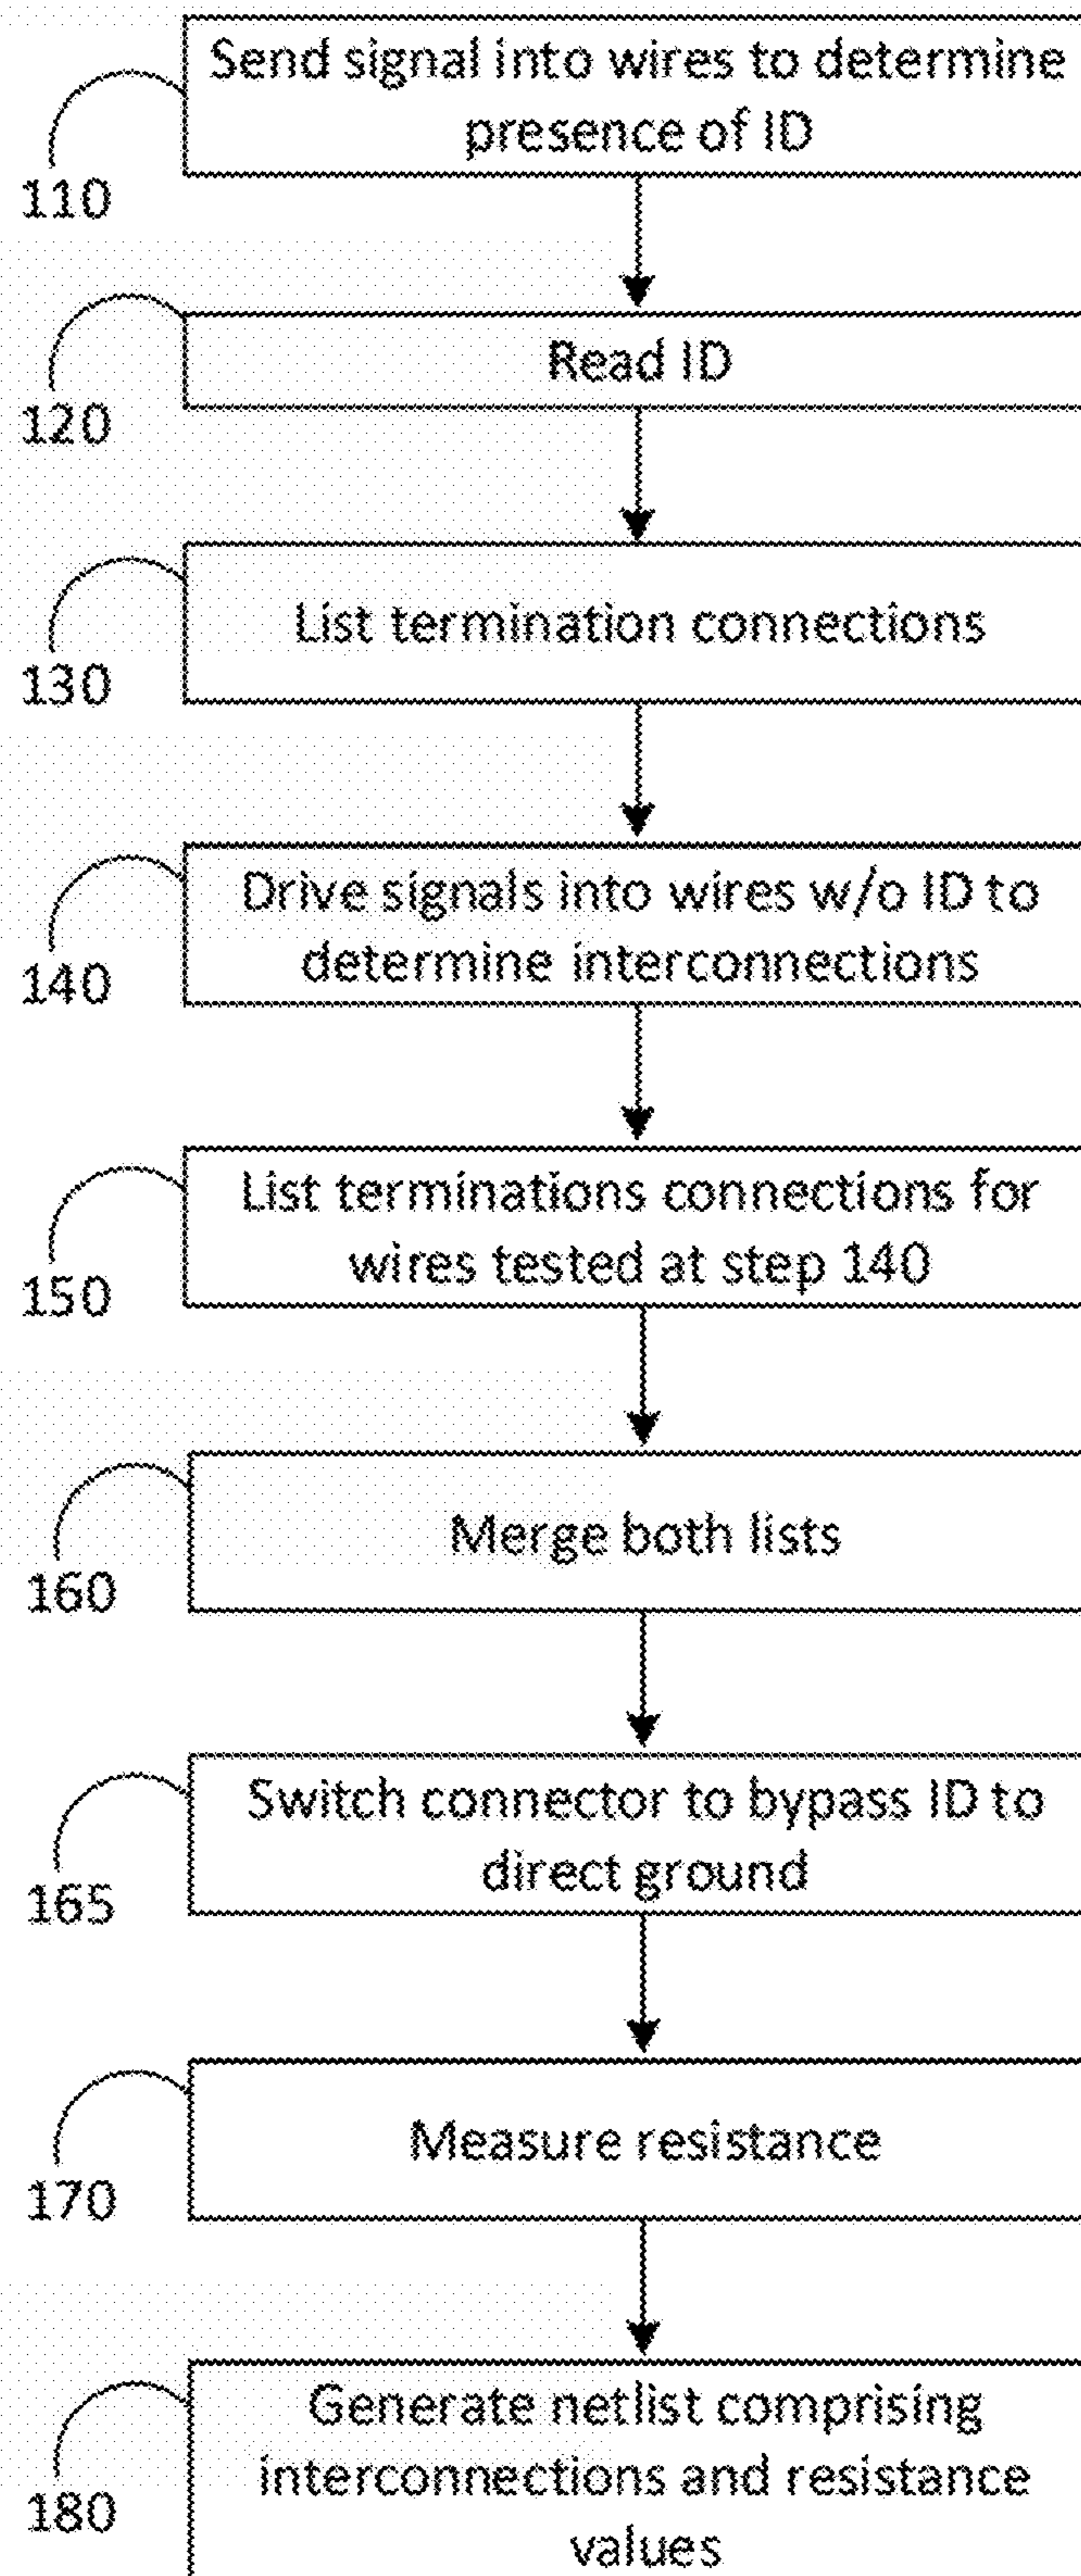 Send signal into wires to determine
presence of ID
110
Read ID
120
List termination connections
130
Drive signals into wires w/o ID to
determine interconnections
140
List terminations connections for
wires tested at step 140
150
Merge both lists
160
Switch connector to bypass ID to
direct ground
165
Measure resistance
170
Generate netlist comprising
interconnections and resistance
values
180